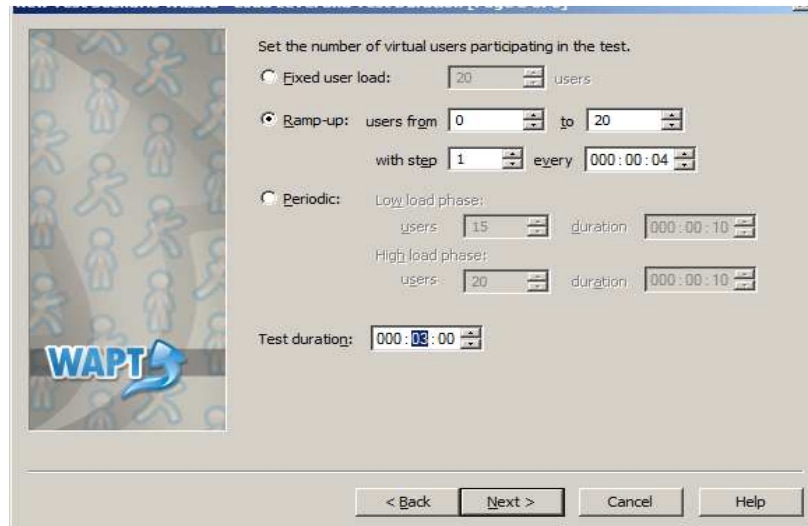 Set the number of virtual users participating in the test.
Fixed user load: 20 users
Ramp-up: users from 0 to 20
with step 1 every 000:00:04
Periodic: Low load phase:
users 15 duration 000:00:10
High load phase:
users 20 duration 000:00:10
Test duration: 000:03:00
WAPT
< Back Next > Cancel Help